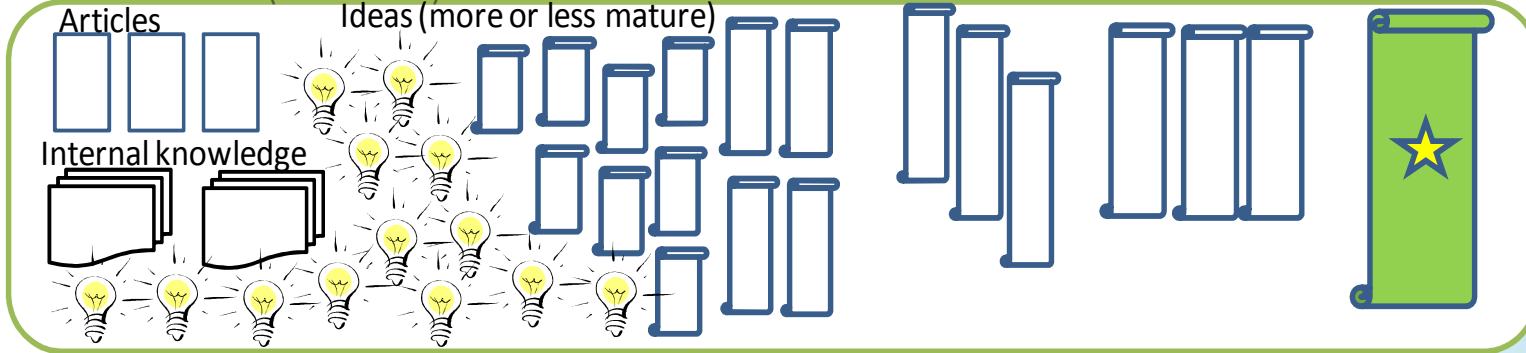 Articles
Ideas (more or less mature)
Internal knowledge